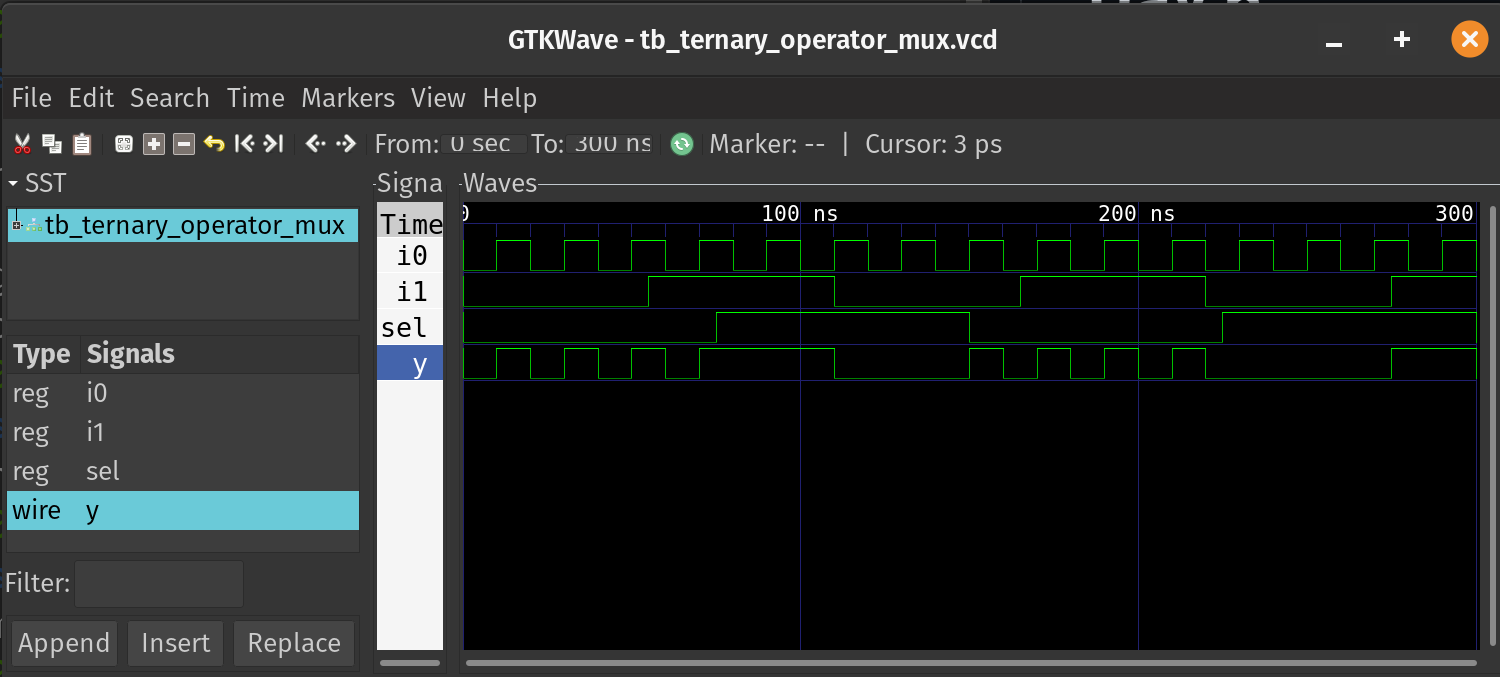 GTKWave - tb_ternary_operator_mux.vcd
File Edit Search Time Markers View Help
From: 0 sec To: 300 ns Marker: -- | Cursor: 3 ps
SST
tb_ternary_operator_mux
Type Signals
reg i0
reg i1
reg sel
wire y
Filter:
Append Insert Replace
Signa
Time
i0
i1
sel
y
Waves
0 100 ns 200 ns 300